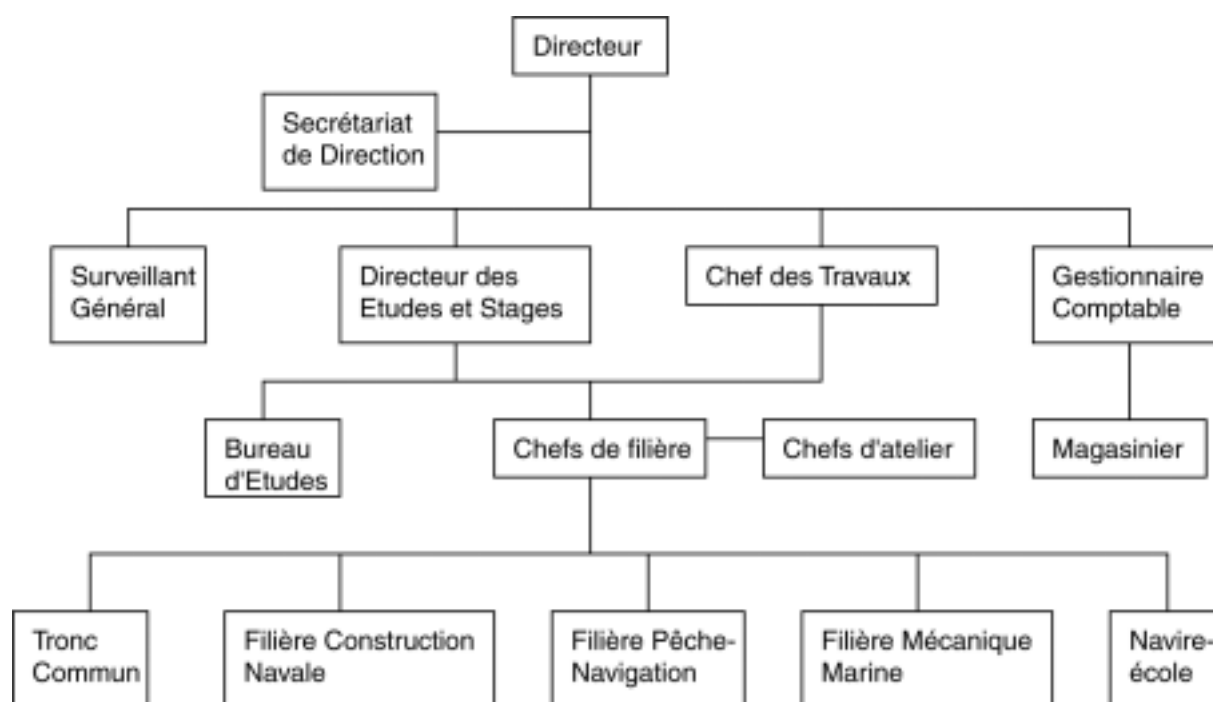 Directeur
Secrétariat
de Direction
Surveillant
Général
Directeur des
Etudes et Stages
Chef des Travaux
Gestionnaire
Comptable
Bureau
d'Etudes
Chefs de filière
Chefs d'atelier
Magasinier
Tronc
Commun
Filière Construction
Navale
Filière Pêche-
Navigation
Filière Mécanique
Marine
Navire-
école